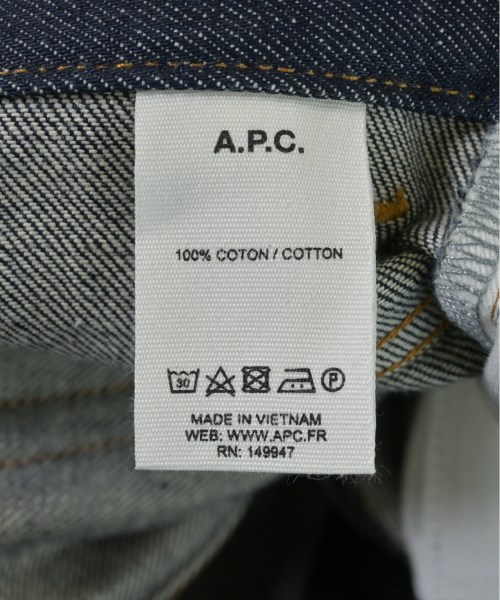 A.P.C.
100% COTON / COTTON
30 P
MADE IN VIETNAM
WEB: WWW.APC.FR
RN: 149947